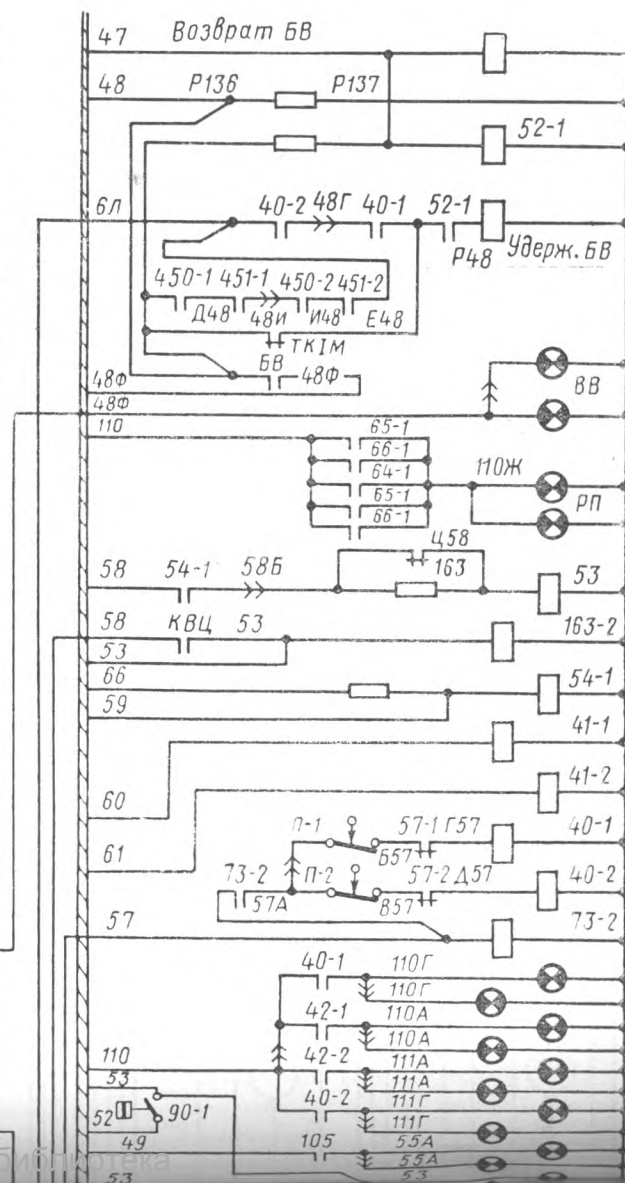 47 Возврат БВ
48 Р136 Р137
52-1
6Л 40-2 48Г 40-1 52-1
Р48 Удерж. БВ
450-1 451-1 450-2 451-2
Д48 48И И48 Е48
ТК1М
БВ 48Ф
48Ф
48Ф
ВВ
110 65-1
66-1
64-1 110Ж
65-1 РП
66-1
Ц58
58 54-1 58Б 163 53
58 КВЦ 53 163-2
53
66 54-1
59
41-1
60 41-2
П-1 57-1 Г57 40-1
Б57
61 73-2 П-2 57-2 Д57 40-2
57А В57
57 73-2
40-1 110Г
110Г
42-1 110А
110А
110 42-2 111А
53 111А
52 90-1 40-2 111Г
111Г
49 105 55А
библиотека 55А
53 53